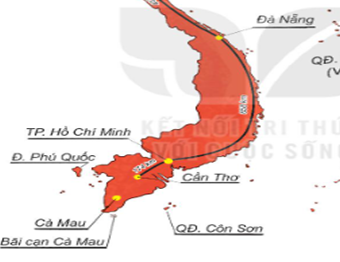 Đà Nẵng
QĐ.
(V
KẾT NỐI TRI THỨ
VỚI CUỘC SỐNG
TP. Hồ Chí Minh
Đ. Phú Quốc
Cần Thơ
Cà Mau
QĐ. Côn Sơn
Bãi cạn Cà Mau